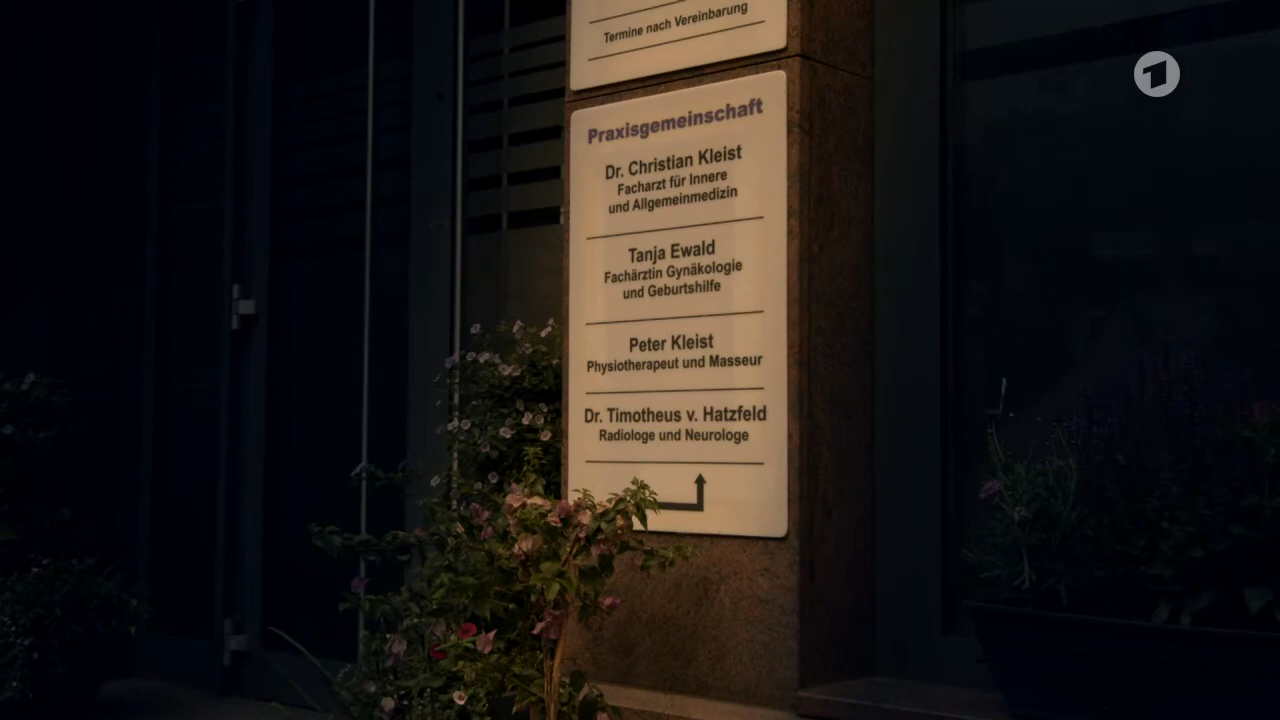 Termine nach Vereinbarung
Praxisgemeinschaft
Dr. Christian Kleist
Facharzt für Innere
und Allgemeinmedizin
Tanja Ewald
Fachärztin Gynäkologie
und Geburtshilfe
Peter Kleist
Physiotherapeut und Masseur
Dr. Timotheus v. Hatzfeld
Radiologe und Neurologe
1